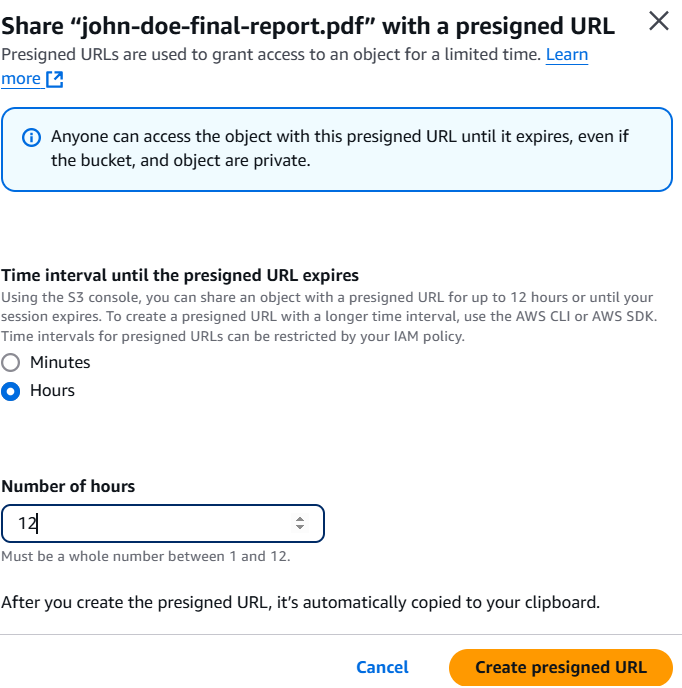 Share “john-doe-final-report.pdf” with a presigned URL
Presigned URLs are used to grant access to an object for a limited time. Learn
more
Anyone can access the object with this presigned URL until it expires, even if
the bucket, and object are private.
Time interval until the presigned URL expires
Using the S3 console, you can share an object with a presigned URL for up to 12 hours or until your
session expires. To create a presigned URL with a longer time interval, use the AWS CLI or AWS SDK.
Time intervals for presigned URLs can be restricted by your IAM policy.
Minutes
Hours
Number of hours
12
Must be a whole number between 1 and 12.
After you create the presigned URL, it’s automatically copied to your clipboard.
Cancel
Create presigned URL